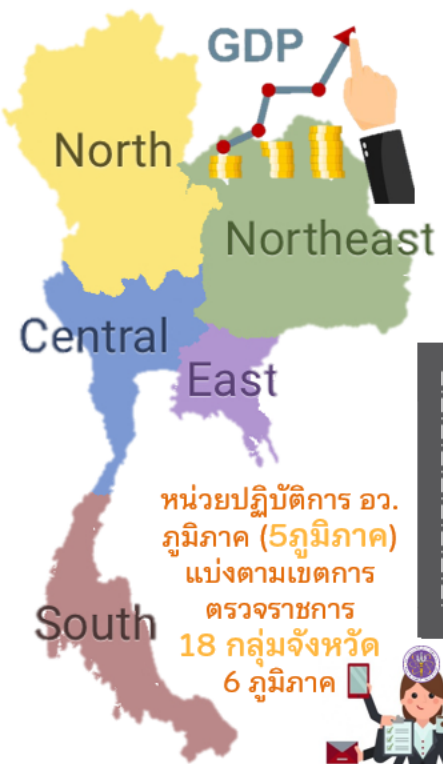 GDP
North
Northeast
Central
East
หน่วยปฏิบัติการ อว.
ภูมิภาค (5ภูมิภาค)
แบ่งตามเขตการ
ตรวจราชการ
18 กลุ่มจังหวัด
6 ภูมิภาค
South